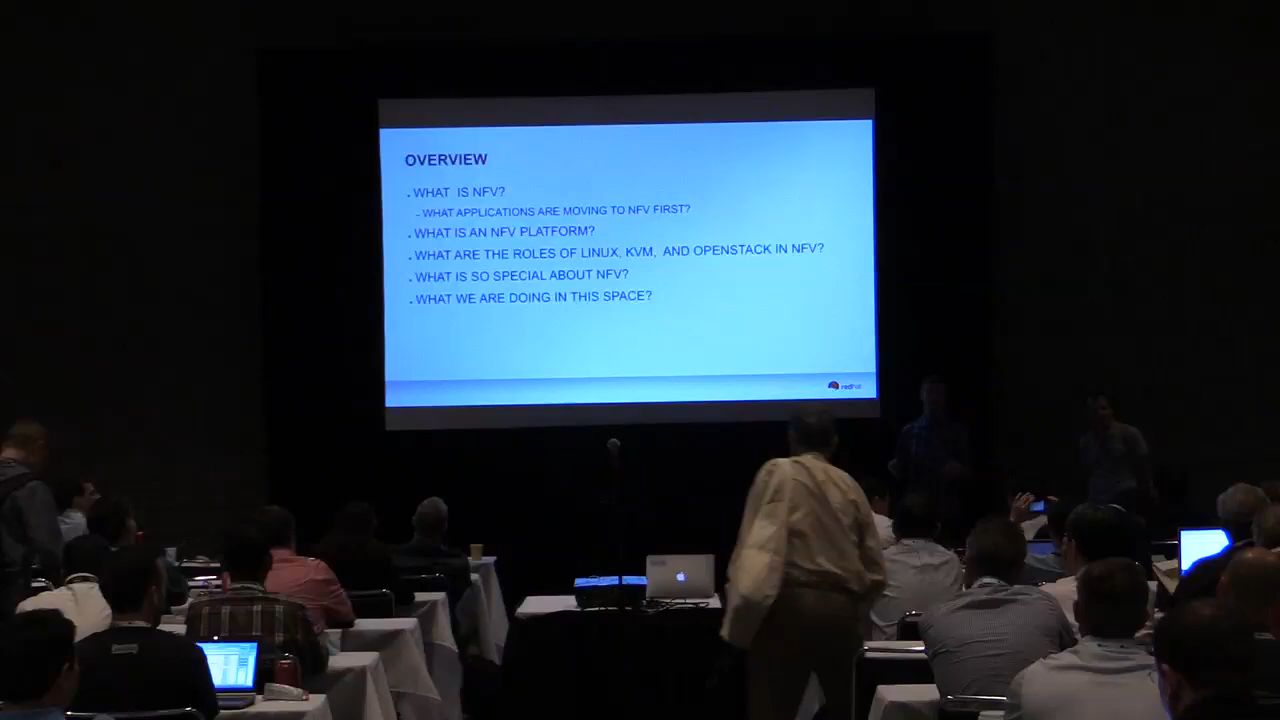 OVERVIEW
. WHAT IS NFV?
- WHAT APPLICATIONS ARE MOVING TO NFV FIRST?
. WHAT IS AN NFV PLATFORM?
. WHAT ARE THE ROLES OF LINUX, KVM, AND OPENSTACK IN NFV?
. WHAT IS SO SPECIAL ABOUT NFV?
. WHAT WE ARE DOING IN THIS SPACE?
redhat